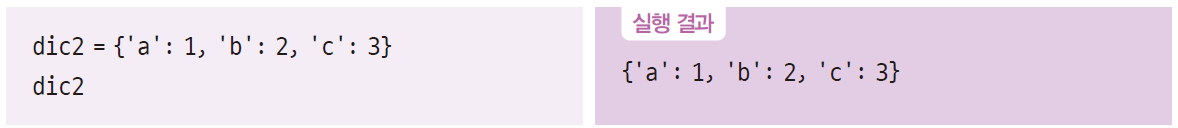 dic2 = {'a': 1, 'b': 2, 'c': 3}
dic2
실행 결과
{'a': 1, 'b': 2, 'c': 3}